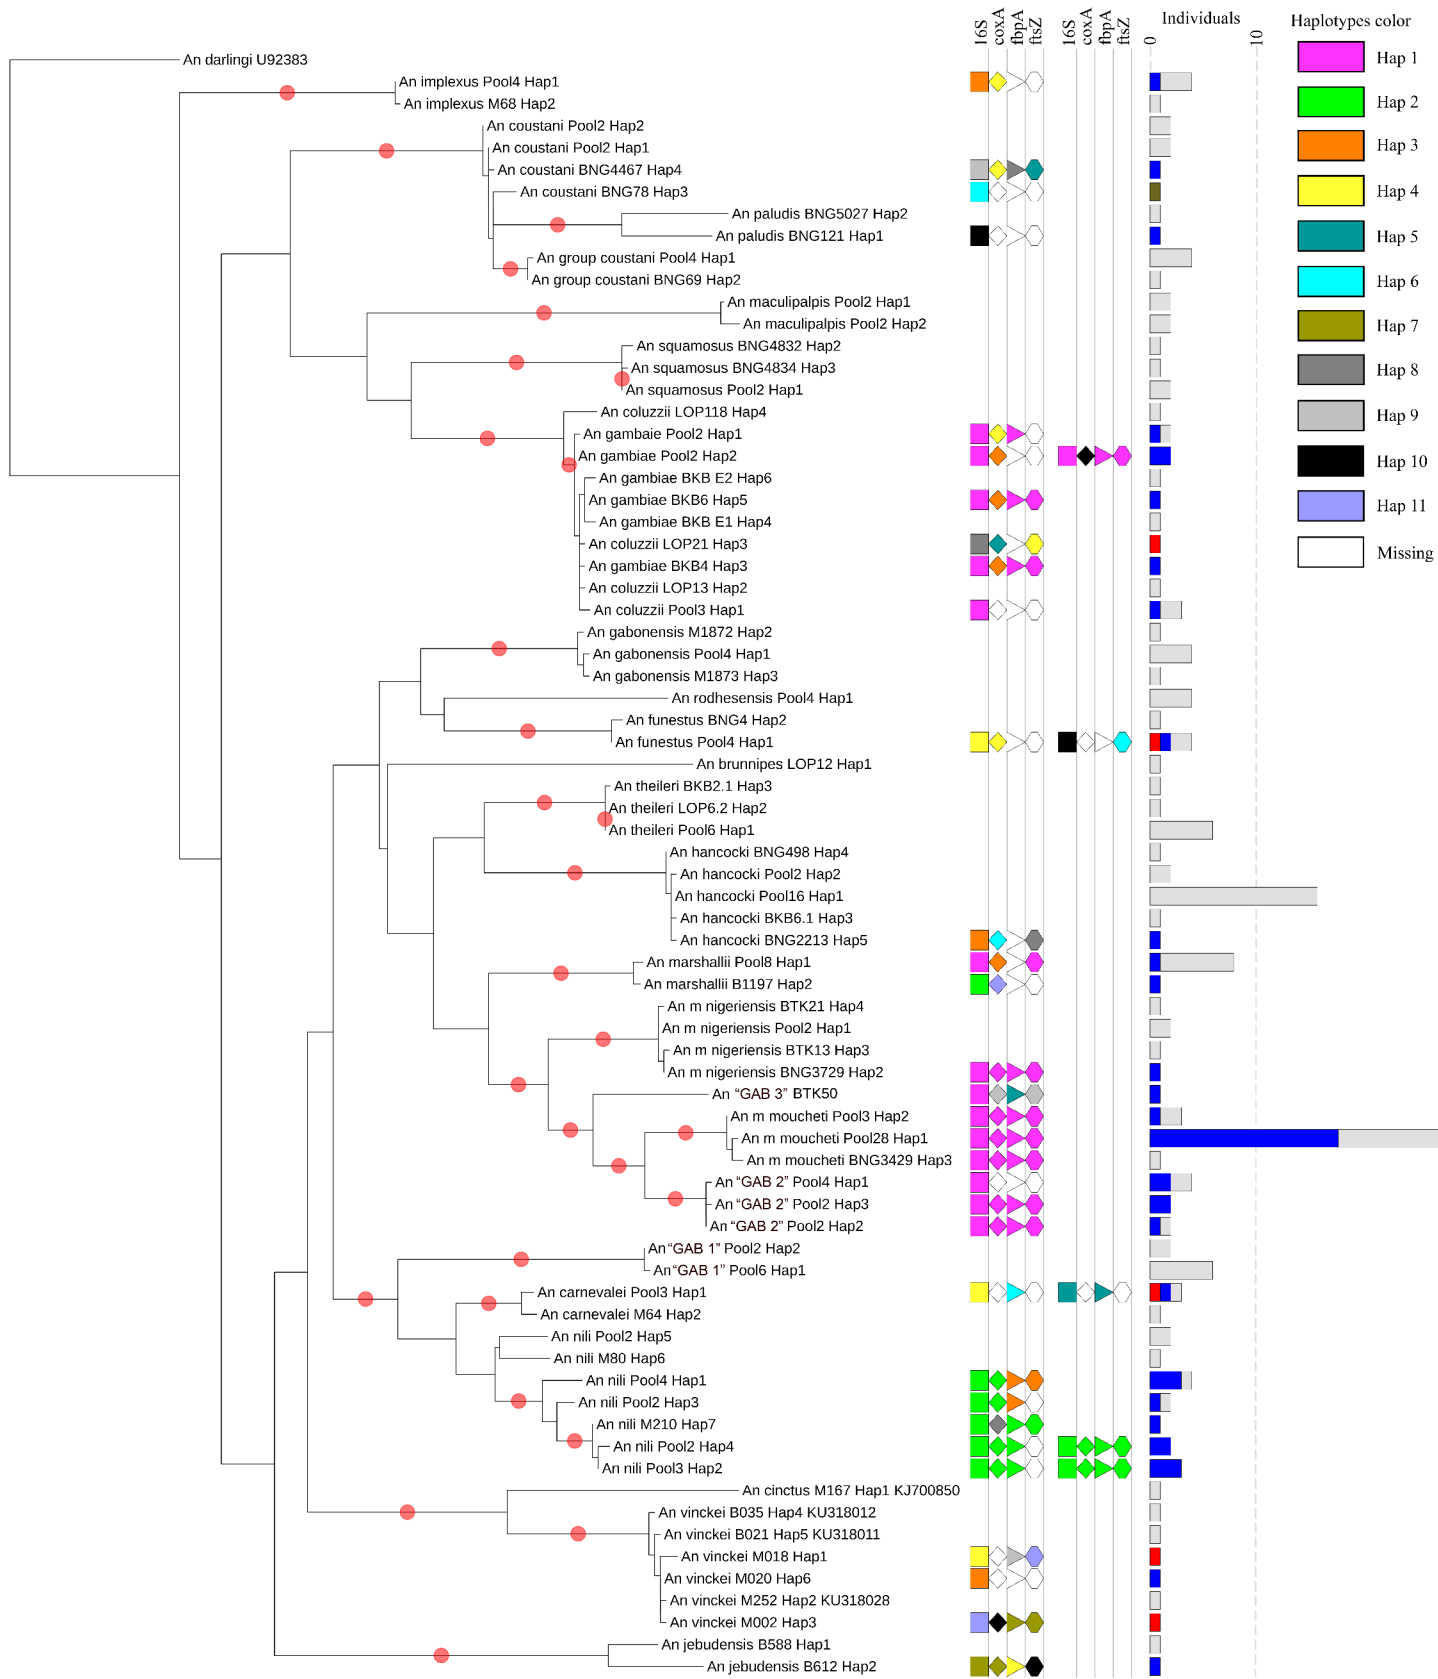 16S coxA fbpA ftsZ 16S coxA fbpA ftsZ
Individuals
0 10
Haplotypes color
Hap 1
Hap 2
Hap 3
Hap 4
Hap 5
Hap 6
Hap 7
Hap 8
Hap 9
Hap 10
Hap 11
Missing
An darlingi U92383
An implexus Pool4 Hap1
An implexus M68 Hap2
An coustani Pool2 Hap2
An coustani Pool2 Hap1
An coustani BNG4467 Hap4
An coustani BNG78 Hap3
An paludis BNG5027 Hap2
An paludis BNG121 Hap1
An group coustani Pool4 Hap1
An group coustani BNG69 Hap2
An maculipalpis Pool2 Hap1
An maculipalpis Pool2 Hap2
An squamosus BNG4832 Hap2
An squamosus BNG4834 Hap3
An squamosus Pool2 Hap1
An coluzzii LOP118 Hap4
An gambaie Pool2 Hap1
An gambiae Pool2 Hap2
An gambiae BKB E2 Hap6
An gambiae BKB6 Hap5
An gambiae BKB E1 Hap4
An coluzzii LOP21 Hap3
An gambiae BKB4 Hap3
An coluzzii LOP13 Hap2
An coluzzii Pool3 Hap1
An gabonensis M1872 Hap2
An gabonensis Pool4 Hap1
An gabonensis M1873 Hap3
An rodhesensis Pool4 Hap1
An funestus BNG4 Hap2
An funestus Pool4 Hap1
An brunnipes LOP12 Hap1
An theileri BKB2.1 Hap3
An theileri LOP6.2 Hap2
An theileri Pool6 Hap1
An hancocki BNG498 Hap4
An hancocki Pool2 Hap2
An hancocki Pool16 Hap1
An hancocki BKB6.1 Hap3
An hancocki BNG2213 Hap5
An marshallii Pool8 Hap1
An marshallii B1197 Hap2
An m nigeriensis BTK21 Hap4
An m nigeriensis Pool2 Hap1
An m nigeriensis BTK13 Hap3
An m nigeriensis BNG3729 Hap2
An “GAB 3” BTK50
An m moucheti Pool3 Hap2
An m moucheti Pool28 Hap1
An m moucheti BNG3429 Hap3
An “GAB 2” Pool4 Hap1
An “GAB 2” Pool2 Hap3
An “GAB 2” Pool2 Hap2
An “GAB 1” Pool2 Hap2
An “GAB 1” Pool6 Hap1
An carnevalei Pool3 Hap1
An carnevalei M64 Hap2
An nili Pool2 Hap5
An nili M80 Hap6
An nili Pool4 Hap1
An nili Pool2 Hap3
An nili M210 Hap7
An nili Pool2 Hap4
An nili Pool3 Hap2
An cinctus M167 Hap1 KJ700850
An vinckei B035 Hap4 KU318012
An vinckei B021 Hap5 KU318011
An vinckei M018 Hap1
An vinckei M020 Hap6
An vinckei M252 Hap2 KU318028
An vinckei M002 Hap3
An jebudensis B588 Hap1
An jebudensis B612 Hap2